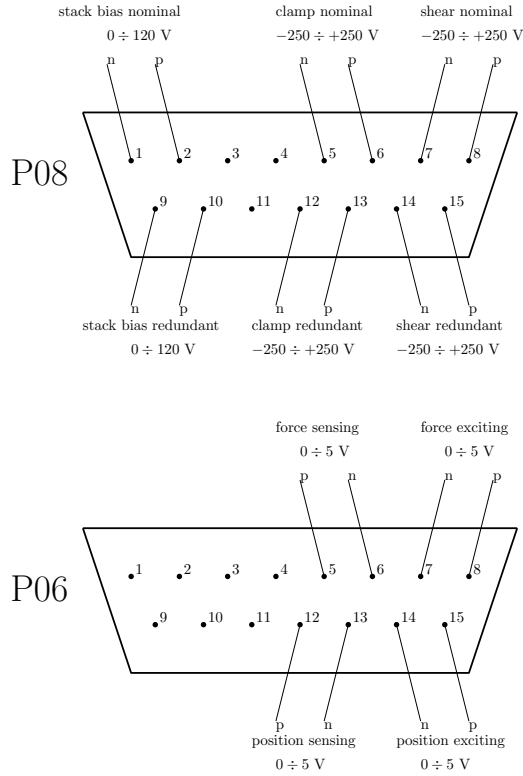 stack bias nominal clamp nominal shear nominal
0 ÷ 120 V −250 ÷ +250 V −250 ÷ +250 V
n p n p n p
1 2 3 4 5 6 7 8
P08
9 10 11 12 13 14 15
n p n p n p
stack bias redundant clamp redundant shear redundant
0 ÷ 120 V −250 ÷ +250 V −250 ÷ +250 V
force sensing force exciting
0 ÷ 5 V 0 ÷ 5 V
p n n p
1 2 3 4 5 6 7 8
P06
9 10 11 12 13 14 15
p n n p
position sensing position exciting
0 ÷ 5 V 0 ÷ 5 V